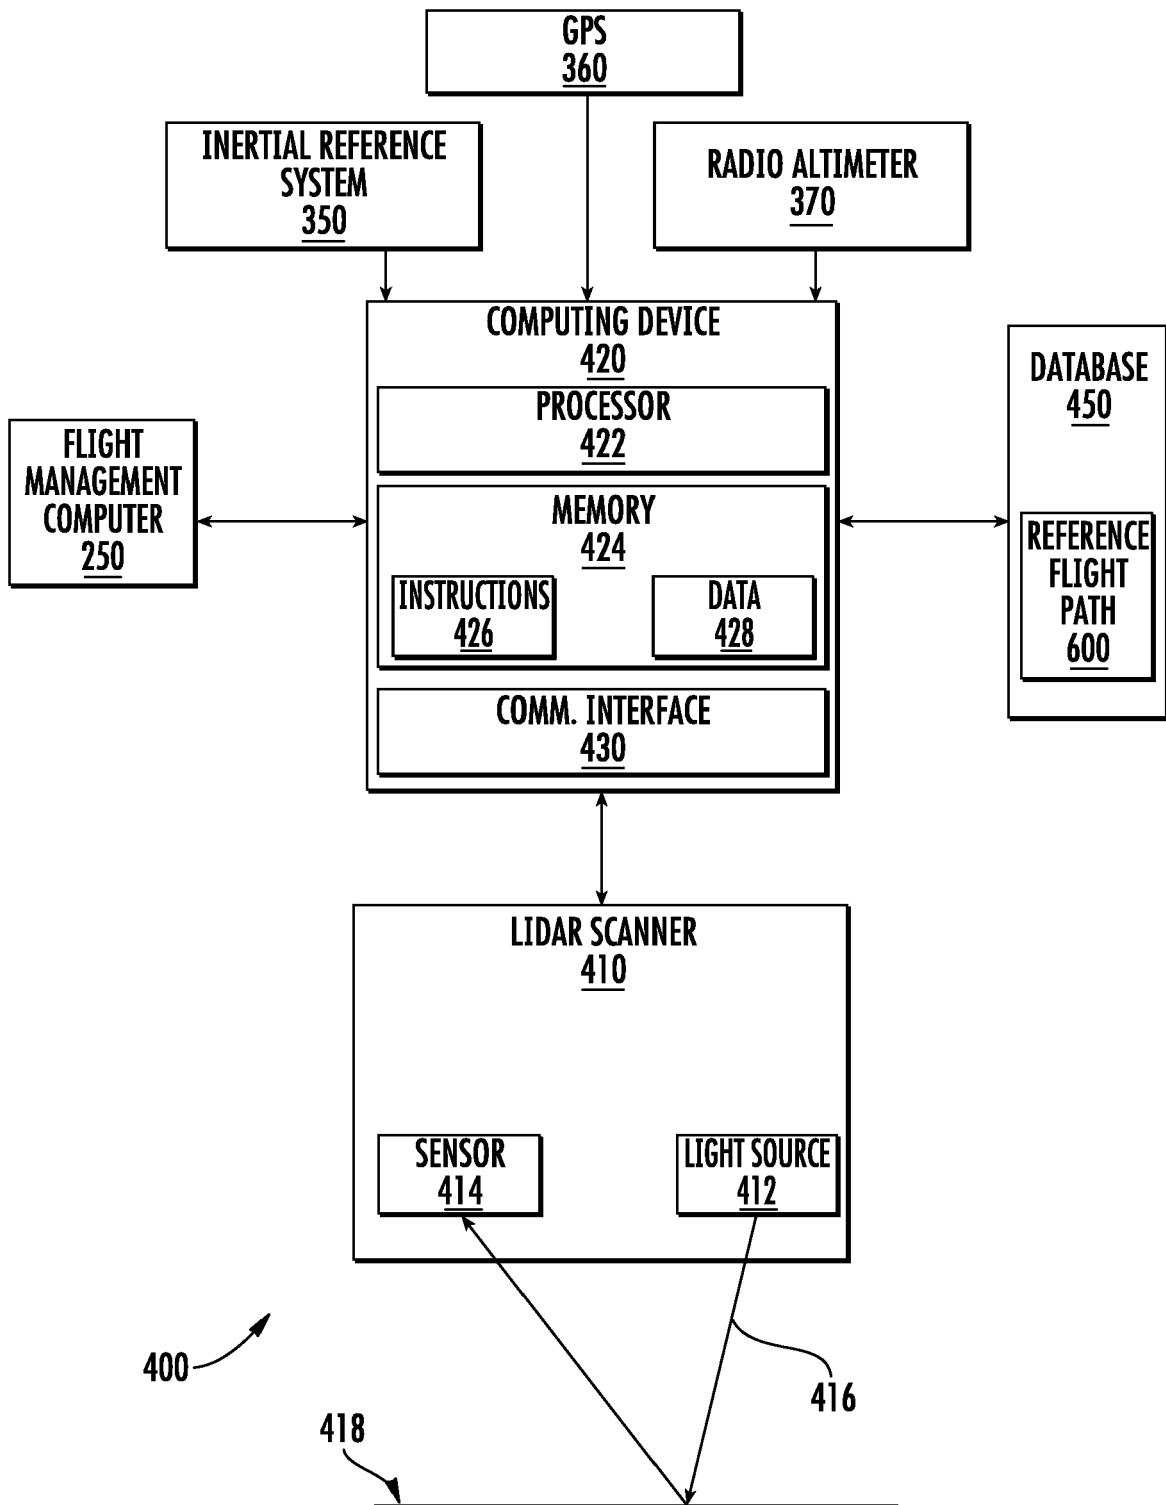 GPS
360
INERTIAL REFERENCE
SYSTEM
350
RADIO ALTIMETER
370
COMPUTING DEVICE
420
PROCESSOR
422
MEMORY
424
INSTRUCTIONS
426
DATA
428
COMM. INTERFACE
430
FLIGHT
MANAGEMENT
COMPUTER
250
DATABASE
450
REFERENCE
FLIGHT
PATH
600
LIDAR SCANNER
410
SENSOR
414
LIGHT SOURCE
412
400
416
418